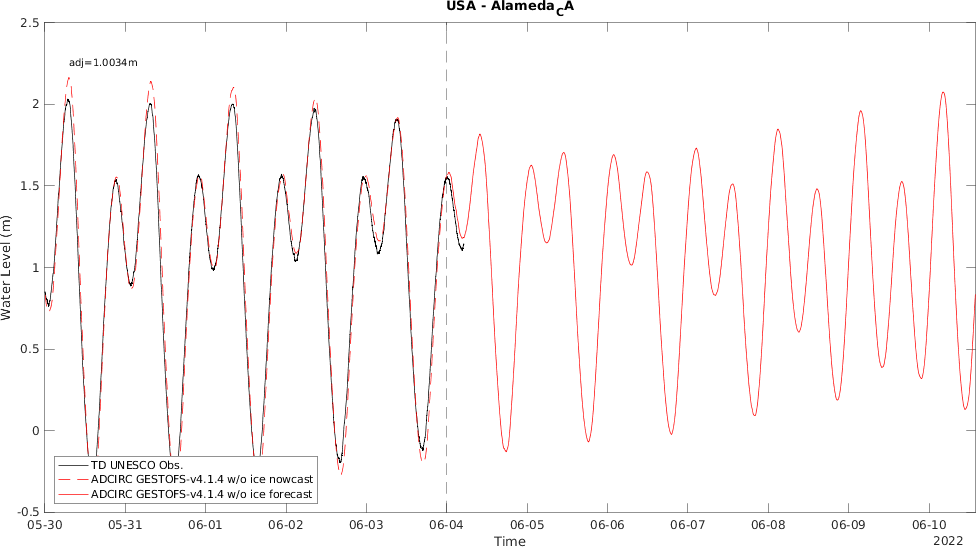 USA - Alameda_CA
2.5
adj=1.0034m
2
1.5
1
0.5
0
-0.5
Water Level (m)
TD UNESCO Obs.
ADCIRC GESTOFS-v4.1.4 w/o ice nowcast
ADCIRC GESTOFS-v4.1.4 w/o ice forecast
05-30 05-31 06-01 06-02 06-03 06-04 06-05 06-06 06-07 06-08 06-09 06-10
Time
2022